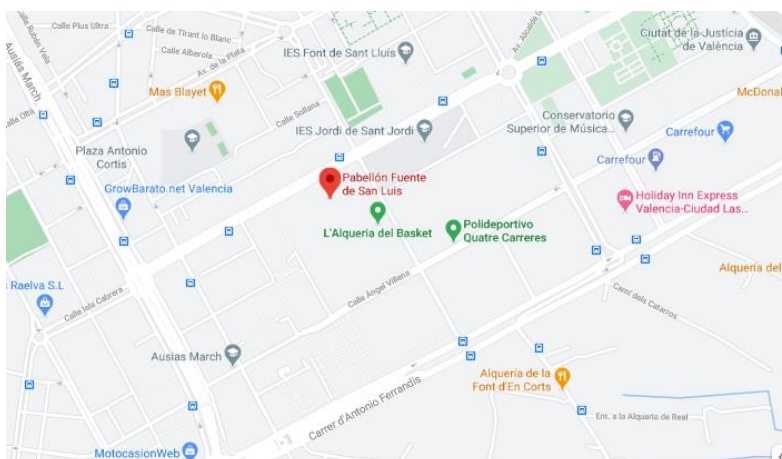 Calle Plus Ultra
Calle de Tirant lo Blanc
Calle Rubén Vela
Calle Alberola
Ausiàs March
Av. de la Plata
IES Font de Sant Lluís
Av. Alcalde G
Ciutat de la Justícia
de València
Mas Blayet
McDonal
Calle Sollana
Conservatorio
Superior de Música...
Calle Oltá
IES Jordi de Sant Jordi
Carrefour
Plaza Antonio
Cortis
Carrefour
Pabellón Fuente
de San Luis
GrowBarato.net Valencia
Holiday Inn Express
Valencia-Ciudad Las...
L'Alqueria del Basket
Polideportivo
Quatre Carreres
Alqueria del
Calle Ángel Villena
s Raelva S.L
Camí dels Catarros
Calle Isla Cabrera
Ausias March
Alquería de la
Font d'En Corts
Carrer d'Antonio Ferrandis
Ent. a la Alqueria de Real
MotocasionWeb